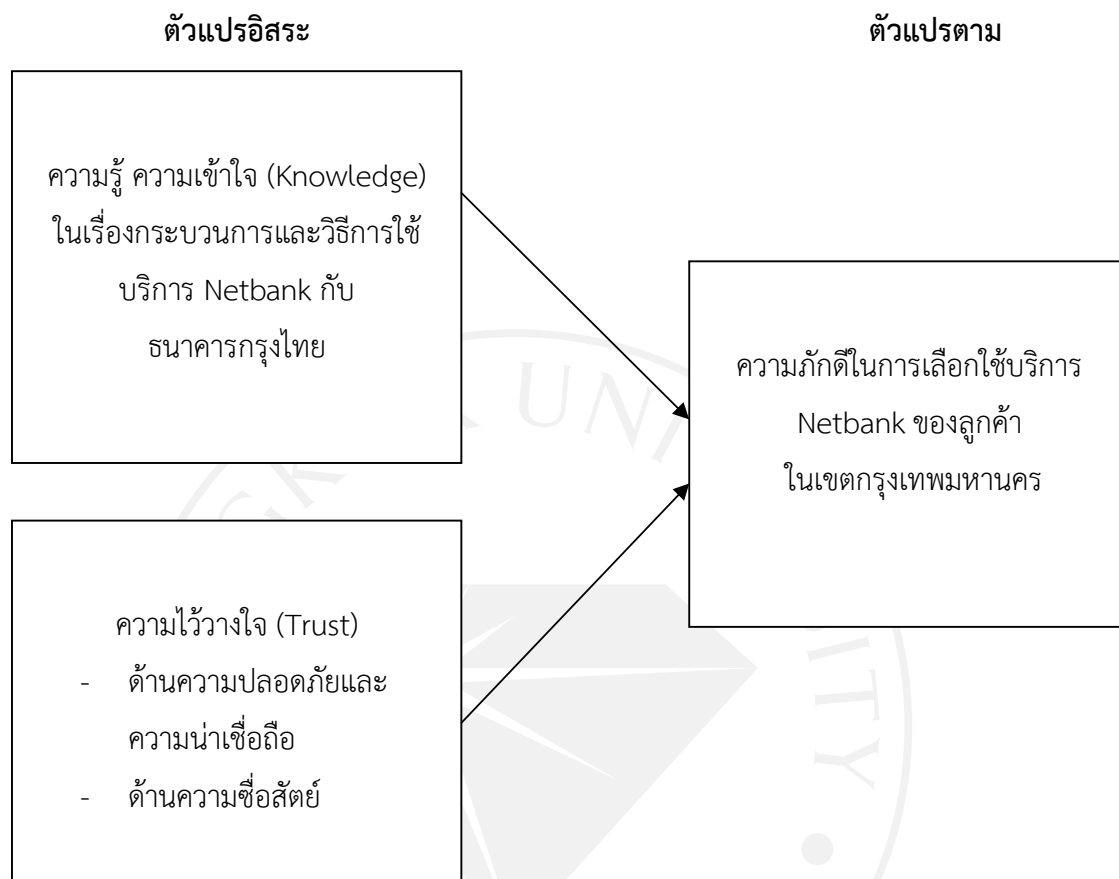 ตัวแปรอิสระ
ตัวแปรตาม
ความรู้ ความเข้าใจ (Knowledge)
ในเรื่องกระบวนการและวิธีการใช้
บริการ Netbank กับ
ธนาคารกรุงไทย
ความภักดีในการเลือกใช้บริการ
Netbank ของลูกค้า
ในเขตกรุงเทพมหานคร
ความไว้วางใจ (Trust)
- ด้านความปลอดภัยและ
ความน่าเชื่อถือ
- ด้านความซื่อสัตย์